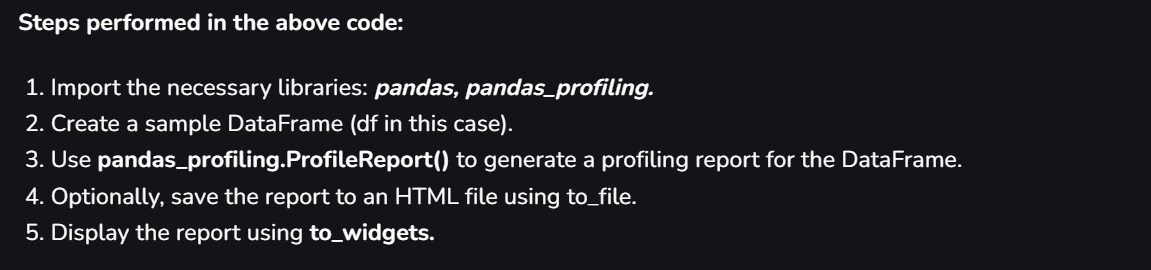 Steps performed in the above code:
1. Import the necessary libraries: pandas, pandas_profiling.
2. Create a sample DataFrame (df in this case).
3. Use pandas_profiling.ProfileReport() to generate a profiling report for the DataFrame.
4. Optionally, save the report to an HTML file using to_file.
5. Display the report using to_widgets.